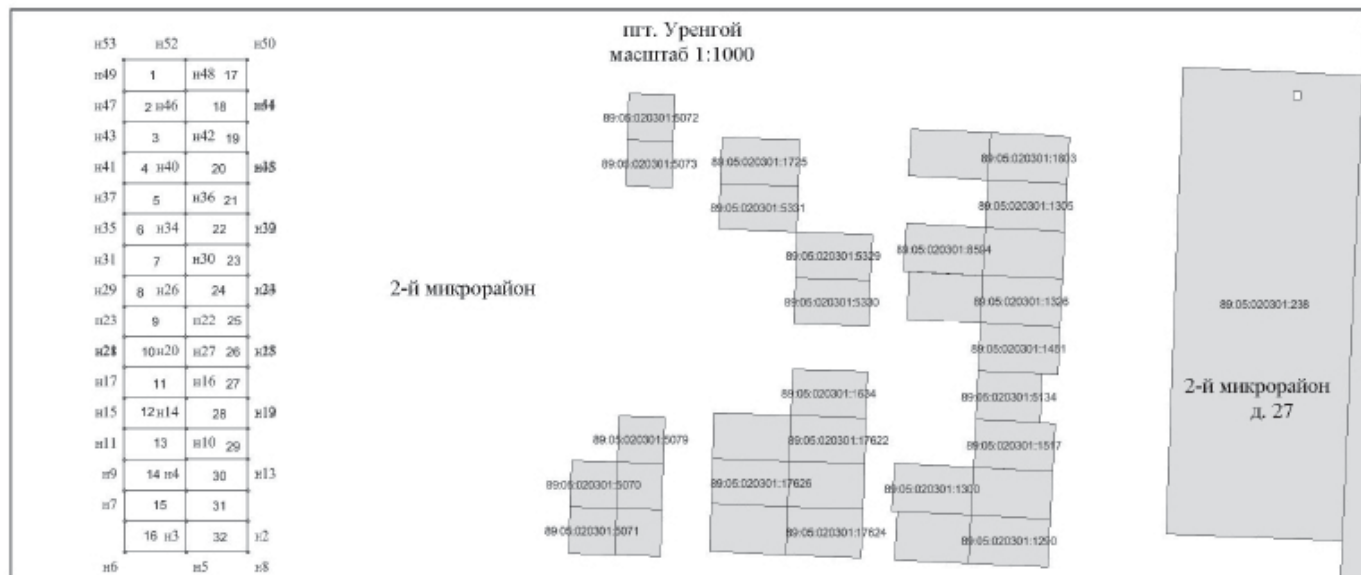 пгт. Уренгой
масштаб 1:1000
н53 н52 н50
н49 1 н48 17
н47 2 н46 18
н43 3 н42 19
н41 4 н40 20
н37 5 н36 21
н35 6 н34 22
н31 7 н30 23
н29 8 н26 24
н23 9 н22 25
10 н20 н27 26
н17 11 н16 27
н15 12 н14 28
н11 13 н10 29
н9 14 н4 30 н13
н7 15 31
16 н3 32 н2
н6 н5 н8
2-й микрорайон
89:05:020301:5072
89:05:020301:5073
89:05:020301:1725
89:05:020301:5331
89:05:020301:5329
89:05:020301:5330
89:05:020301:1634
89:05:020301:5079
89:05:020301:17622
89:05:020301:5070
89:05:020301:17626
89:05:020301:5071
89:05:020301:17624
89:05:020301:1803
89:05:020301:1305
89:05:020301:8594
89:05:020301:1326
89:05:020301:1451
89:05:020301:5134
89:05:020301:1517
89:05:020301:1300
89:05:020301:1290
89:05:020301:238
2-й микрорайон
д. 27